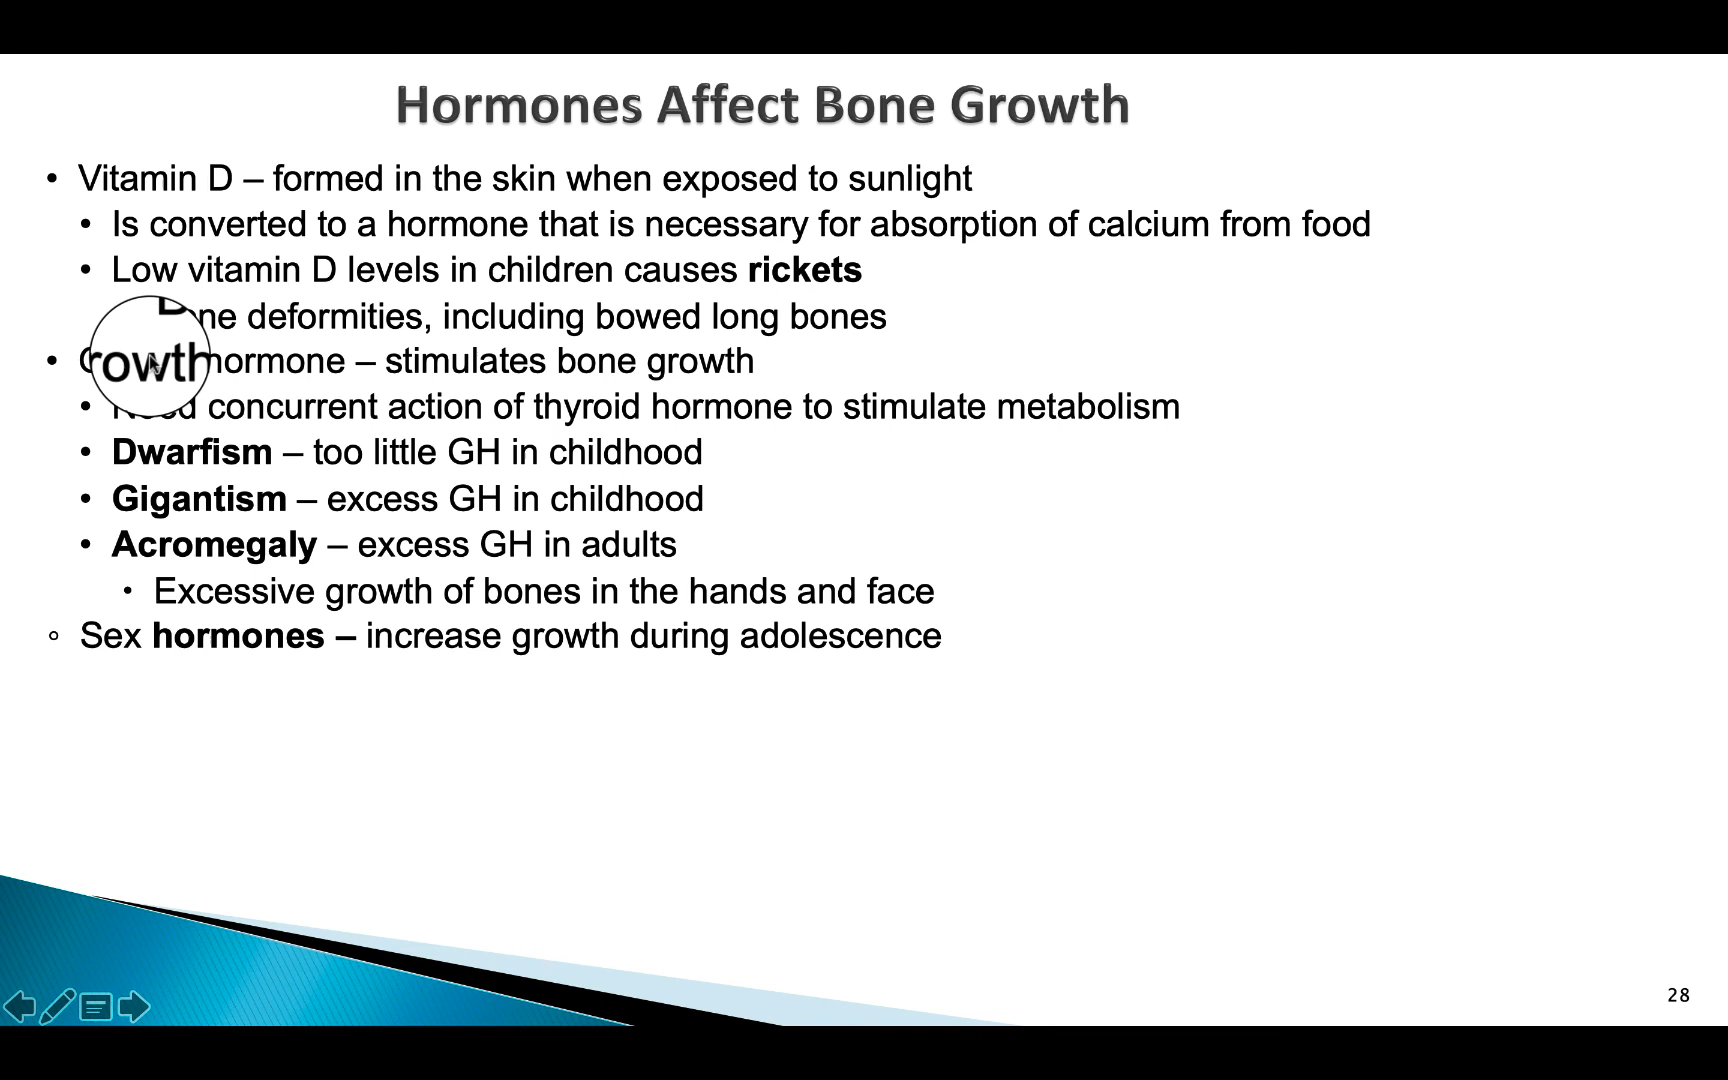 Hormones Affect Bone Growth
• Vitamin D – formed in the skin when exposed to sunlight
• Is converted to a hormone that is necessary for absorption of calcium from food
• Low vitamin D levels in children causes rickets
Bone deformities, including bowed long bones
• Growth hormone – stimulates bone growth
• Need concurrent action of thyroid hormone to stimulate metabolism
• Dwarfism – too little GH in childhood
• Gigantism – excess GH in childhood
• Acromegaly – excess GH in adults
• Excessive growth of bones in the hands and face
◦ Sex hormones – increase growth during adolescence
28